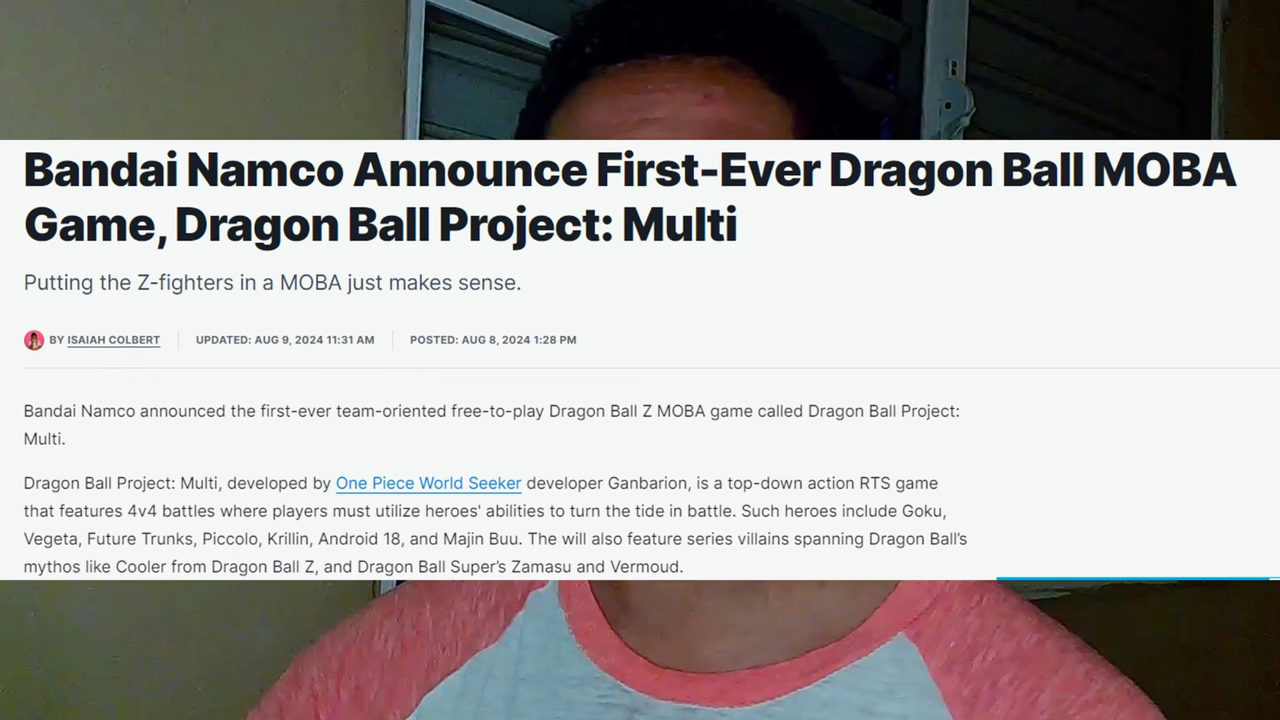 Bandai Namco Announce First-Ever Dragon Ball MOBA
Game, Dragon Ball Project: Multi
Putting the Z-fighters in a MOBA just makes sense.
BY ISAIAH COLBERT UPDATED: AUG 9, 2024 11:31 AM POSTED: AUG 8, 2024 1:28 PM
Bandai Namco announced the first-ever team-oriented free-to-play Dragon Ball Z MOBA game called Dragon Ball Project:
Multi.
Dragon Ball Project: Multi, developed by One Piece World Seeker developer Ganbarion, is a top-down action RTS game
that features 4v4 battles where players must utilize heroes' abilities to turn the tide in battle. Such heroes include Goku,
Vegeta, Future Trunks, Piccolo, Krillin, Android 18, and Majin Buu. The will also feature series villains spanning Dragon Ball’s
mythos like Cooler from Dragon Ball Z, and Dragon Ball Super’s Zamasu and Vermoud.